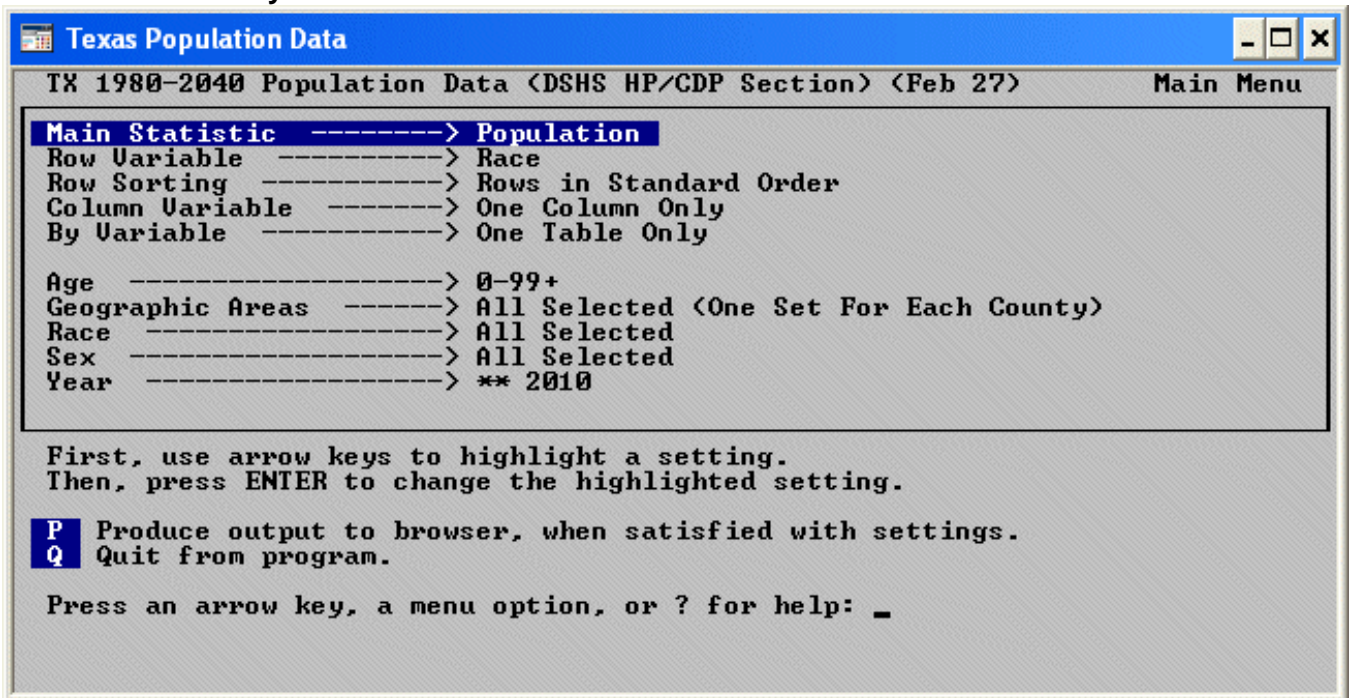 Texas Population Data
TX 1980-2040 Population Data (DSHS HP/CDP Section) (Feb 27) Main Menu
Main Statistic --------> Population
Row Variable -----------> Race
Row Sorting -----------> Rows in Standard Order
Column Variable -------> One Column Only
By Variable -----------> One Table Only
Age -------------------> 0-99+
Geographic Areas ------> All Selected (One Set For Each County)
Race ------------------> All Selected
Sex -------------------> All Selected
Year ------------------> ** 2010
First, use arrow keys to highlight a setting.
Then, press ENTER to change the highlighted setting.
P Produce output to browser, when satisfied with settings.
Q Quit from program.
Press an arrow key, a menu option, or ? for help: _